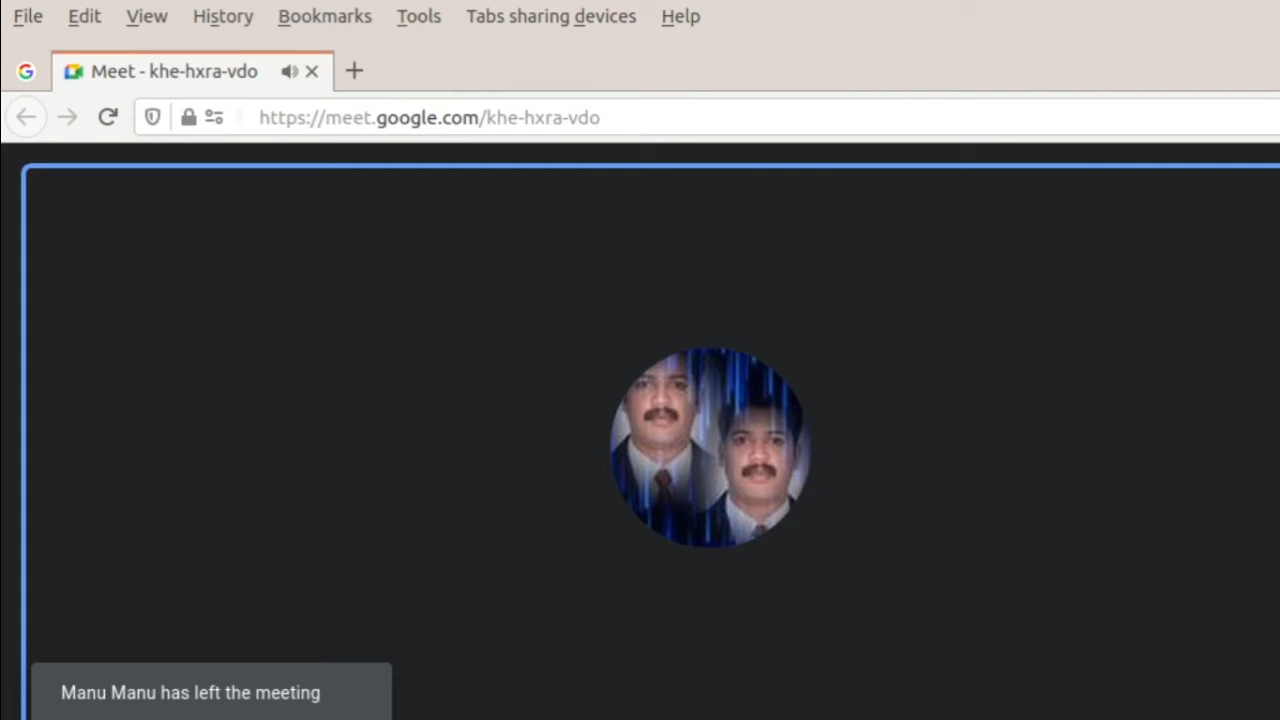 File Edit View History Bookmarks Tools Tabs sharing devices Help
Meet - khe-hxra-vdo
https://meet.google.com/khe-hxra-vdo
Manu Manu has left the meeting